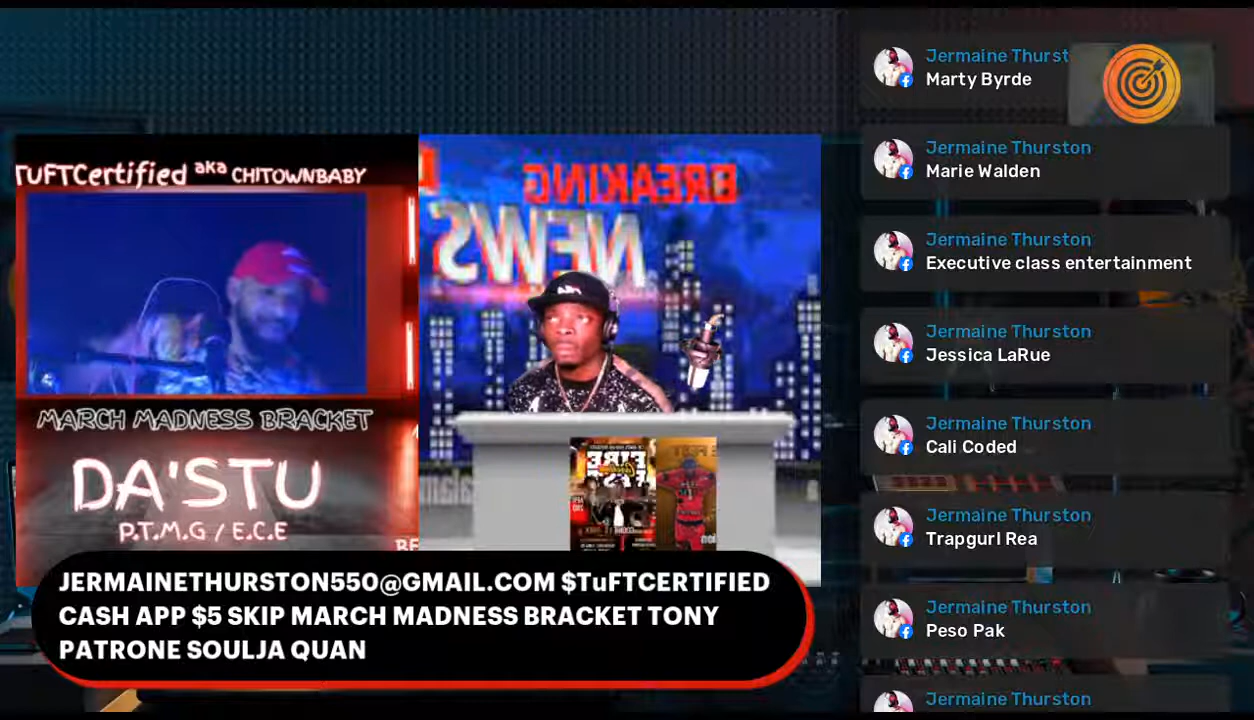 TuFTCertified aka CHITOWNBABY
MARCH MADNESS BRACKET
DA'STU
P.T.M.G / E.C.E
BREAKING
NEWS
FIRE
JERMAINETHURSTON550@GMAIL.COM $TuFTCERTIFIED
CASH APP $5 SKIP MARCH MADNESS BRACKET TONY
PATRONE SOULJA QUAN
Jermaine Thurst
Marty Byrde
Jermaine Thurston
Marie Walden
Jermaine Thurston
Executive class entertainment
Jermaine Thurston
Jessica LaRue
Jermaine Thurston
Cali Coded
Jermaine Thurston
Trapgurl Rea
Jermaine Thurston
Peso Pak
Jermaine Thurston